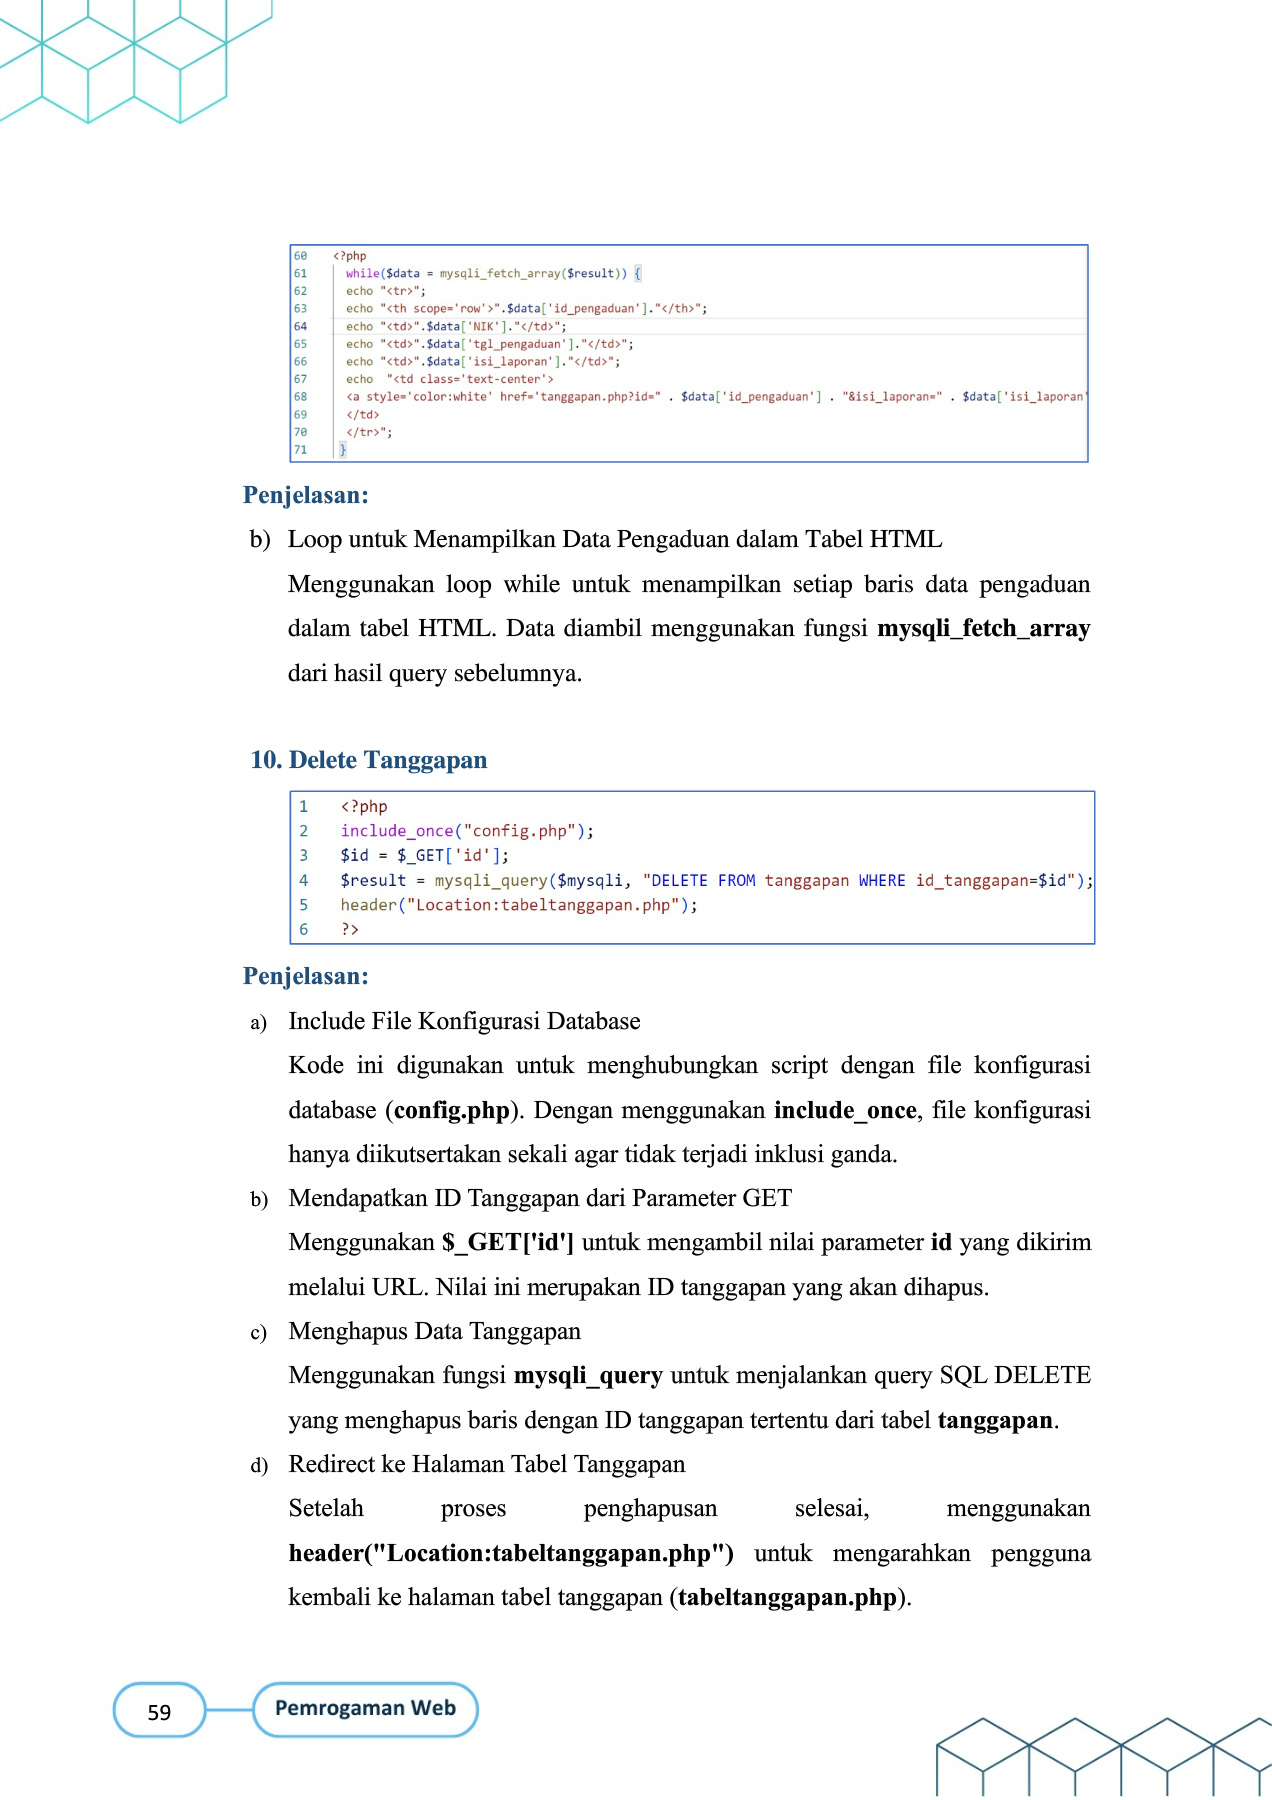 60 <?php
61 while($data = mysqli_fetch_array($result)) {
62 echo "<tr>";
63 echo "<th scope='row'>".$data['id_pengaduan']."</th>";
64 echo "<td>".$data['NIK']."</td>";
65 echo "<td>".$data['tgl_pengaduan']."</td>";
66 echo "<td>".$data['isi_laporan']."</td>";
67 echo  "<td class='text-center'>
68 <a style='color:white' href='tanggapan.php?id=" . $data['id_pengaduan'] . "&isi_laporan=" . $data['isi_laporan'
69 </td>
70 </tr>";
71 }
Penjelasan:
b) Loop untuk Menampilkan Data Pengaduan dalam Tabel HTML
Menggunakan loop while untuk menampilkan setiap baris data pengaduan
dalam tabel HTML. Data diambil menggunakan fungsi mysqli_fetch_array
dari hasil query sebelumnya.
10. Delete Tanggapan
1 <?php
2 include_once("config.php");
3 $id = $_GET['id'];
4 $result = mysqli_query($mysqli, "DELETE FROM tanggapan WHERE id_tanggapan=$id");
5 header("Location:tabeltanggapan.php");
6 ?>
Penjelasan:
a) Include File Konfigurasi Database
Kode ini digunakan untuk menghubungkan script dengan file konfigurasi
database (config.php). Dengan menggunakan include_once, file konfigurasi
hanya diikutsertakan sekali agar tidak terjadi inklusi ganda.
b) Mendapatkan ID Tanggapan dari Parameter GET
Menggunakan $_GET['id'] untuk mengambil nilai parameter id yang dikirim
melalui URL. Nilai ini merupakan ID tanggapan yang akan dihapus.
c) Menghapus Data Tanggapan
Menggunakan fungsi mysqli_query untuk menjalankan query SQL DELETE
yang menghapus baris dengan ID tanggapan tertentu dari tabel tanggapan.
d) Redirect ke Halaman Tabel Tanggapan
Setelah proses penghapusan selesai, menggunakan
header("Location:tabeltanggapan.php") untuk mengarahkan pengguna
kembali ke halaman tabel tanggapan (tabeltanggapan.php).
59 Pemrogaman Web